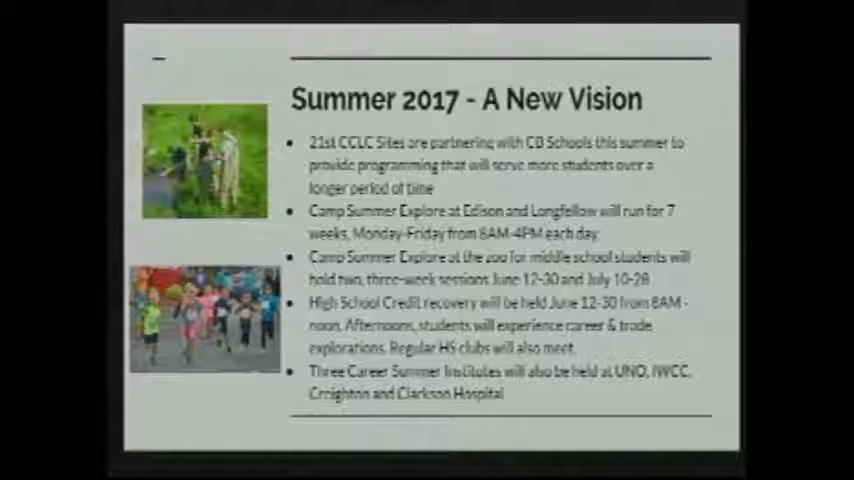 Summer 2017 - A New Vision
21st CCLC Sites are partnering with CB Schools this summer to
provide programming that will serve more students over a
longer period of time
Camp Summer Explore at Edison and Longfellow will run for 7
weeks, Monday-Friday from 8AM-4PM each day.
Camp Summer Explore at the zoo for middle school students will
hold two, three-week sessions June 12-30 and July 10-28
High School Credit recovery will be held June 12-30 from 8AM -
noon. Afternoons, students will experience career & trade
explorations. Regular HS clubs will also meet.
Three Career Summer Institutes will also be held at UNO, IWCC,
Creighton and Clarkson Hospital